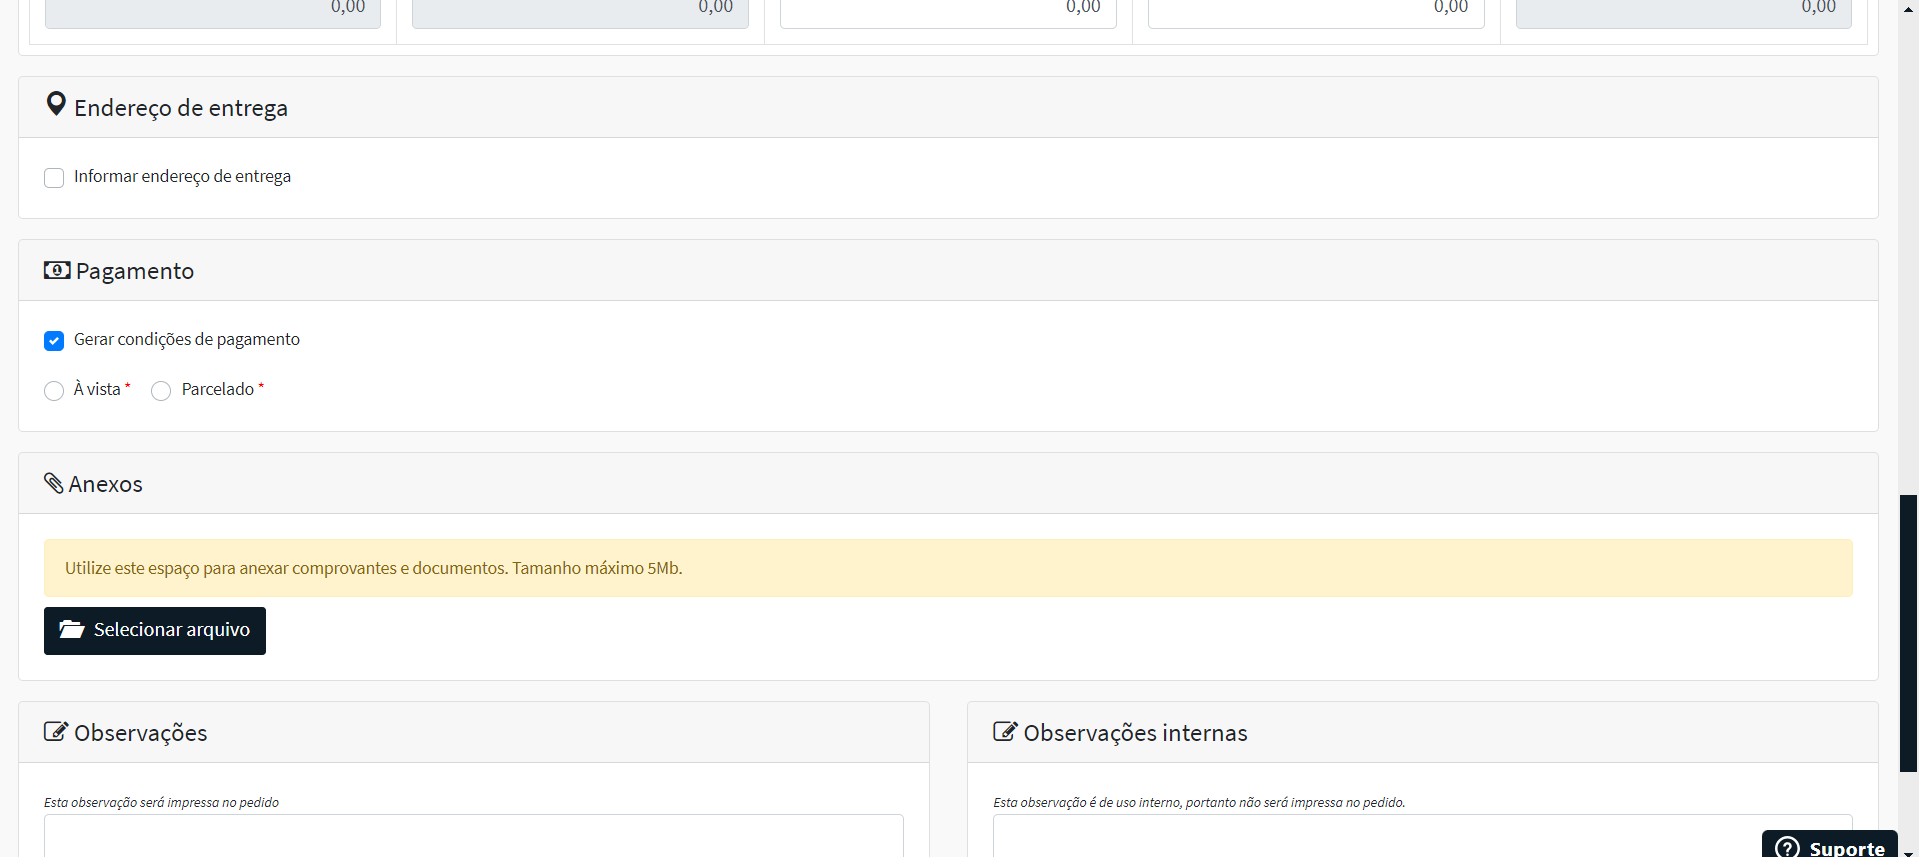 0,00 0,00 0,00 0,00 0,00
Endereço de entrega
Informar endereço de entrega
Pagamento
Gerar condições de pagamento
À vista * Parcelado *
Anexos
Utilize este espaço para anexar comprovantes e documentos. Tamanho máximo 5Mb.
Selecionar arquivo
Observações
Esta observação será impressa no pedido
Observações internas
Esta observação é de uso interno, portanto não será impressa no pedido.
Suporte